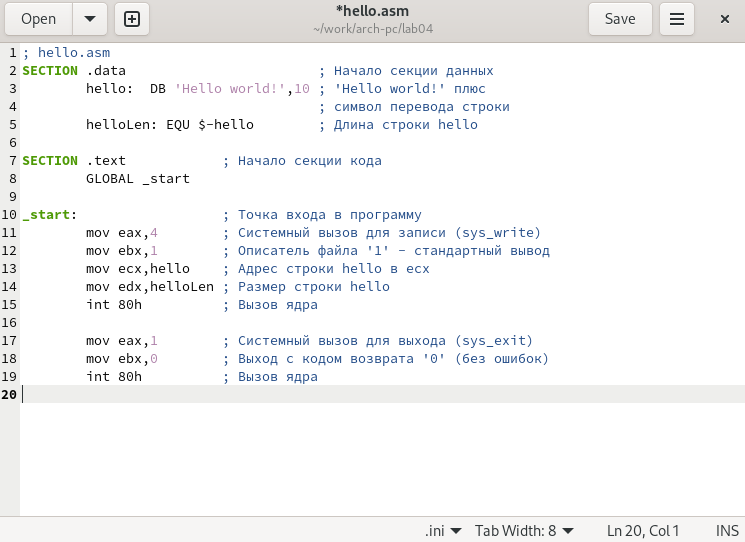 Open
*hello.asm
~/work/arch-pc/lab04
Save
1 ; hello.asm
2 SECTION .data                        ; Начало секции данных
3         hello:  DB 'Hello world!',10 ; 'Hello world!' плюс
4                                      ; символ перевода строки
5         helloLen: EQU $-hello        ; Длина строки hello
6
7 SECTION .text            ; Начало секции кода
8         GLOBAL _start
9
10 _start:                  ; Точка входа в программу
11         mov eax,4        ; Системный вызов для записи (sys_write)
12         mov ebx,1        ; Описатель файла '1' - стандартный вывод
13         mov ecx,hello    ; Адрес строки hello в ecx
14         mov edx,helloLen ; Размер строки hello
15         int 80h          ; Вызов ядра
16
17         mov eax,1        ; Системный вызов для выхода (sys_exit)
18         mov ebx,0        ; Выход с кодом возврата '0' (без ошибок)
19         int 80h          ; Вызов ядра
20
.ini Tab Width: 8 Ln 20, Col 1 INS